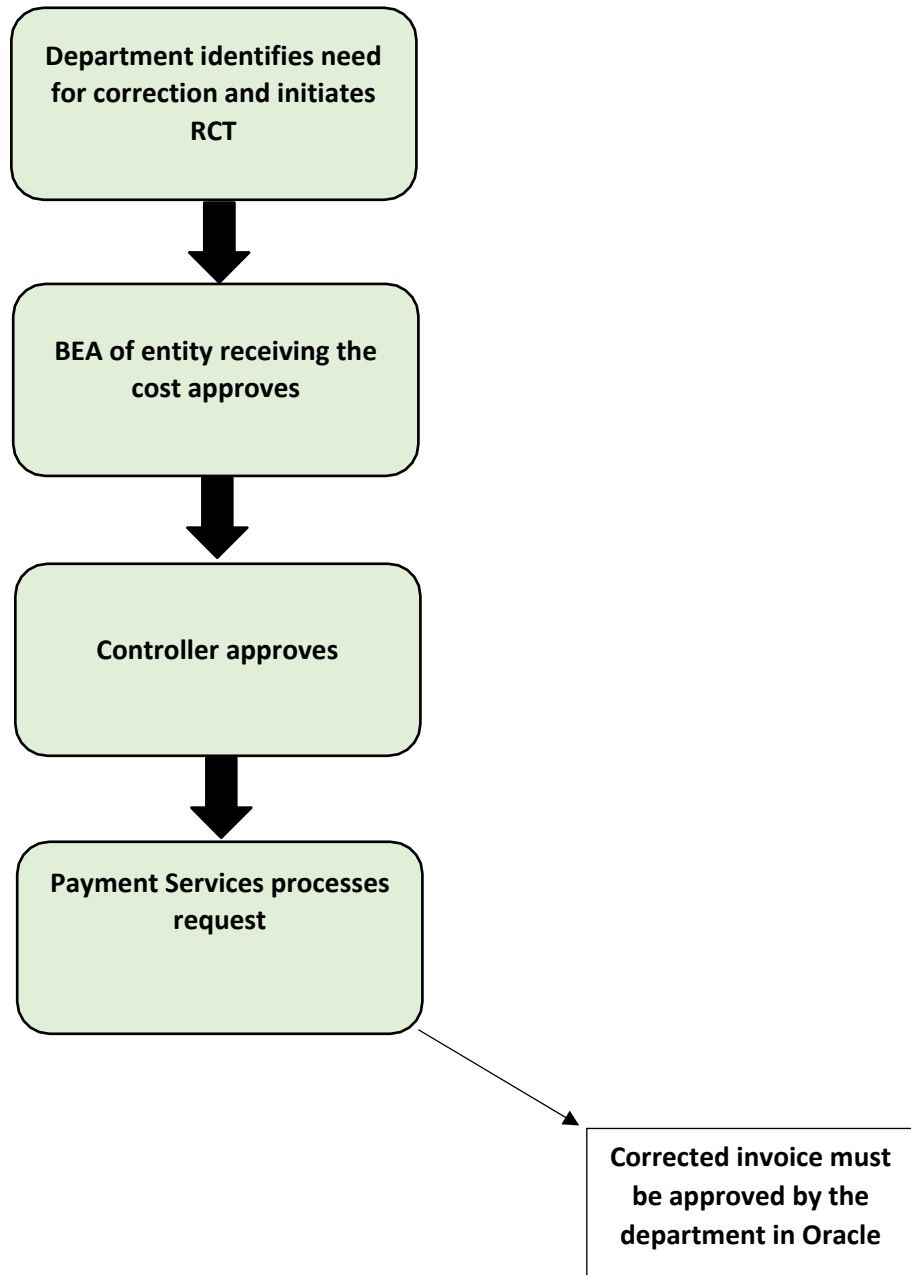 Department identifies need
for correction and initiates
RCT
BEA of entity receiving the
cost approves
Controller approves
Payment Services processes
request
Corrected invoice must
be approved by the
department in Oracle